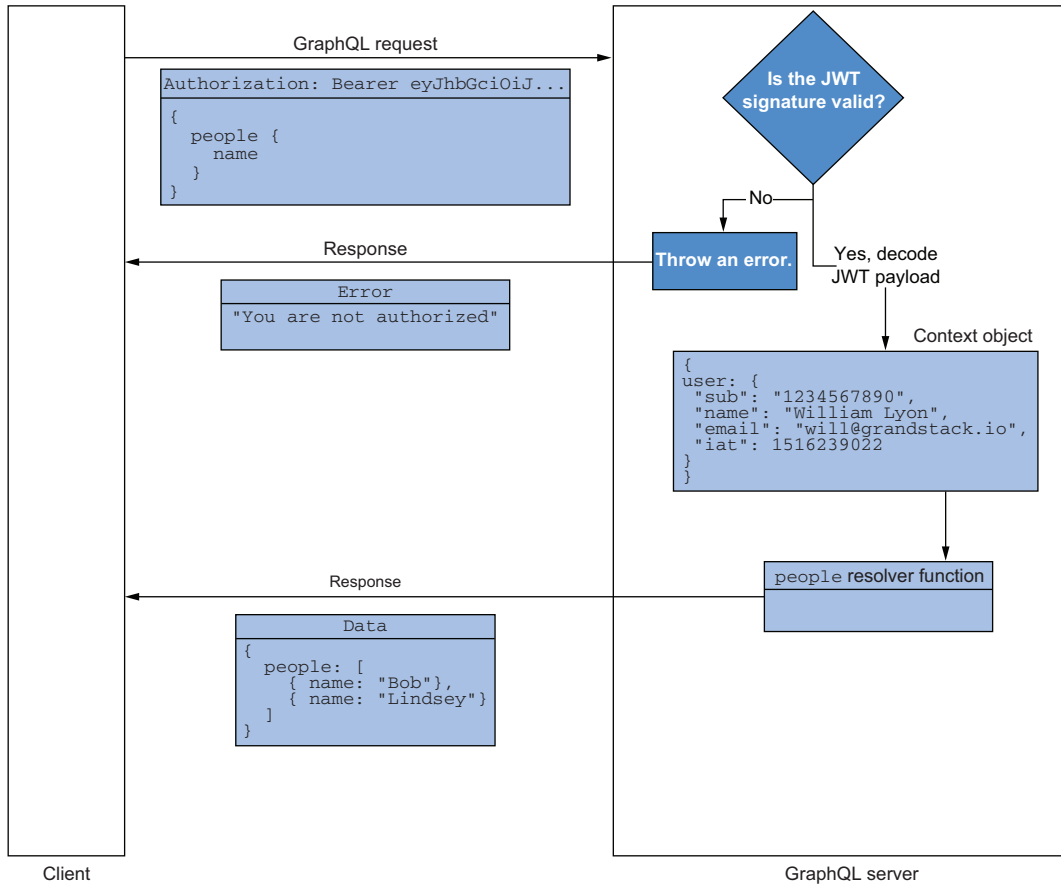 GraphQL request
Authorization: Bearer eyJhbGciOiJ...
{
  people {
    name
  }
}
Is the JWT
signature valid?
No
Throw an error.
Yes, decode
JWT payload
Response
Error
"You are not authorized"
Context object
{
user: {
 "sub": "1234567890",
 "name": "William Lyon",
 "email": "will@grandstack.io",
 "iat": 1516239022
}
}
people resolver function
Response
Data
{
  people: [
    { name: "Bob"},
    { name: "Lindsey"}
  ]
}
Client
GraphQL server